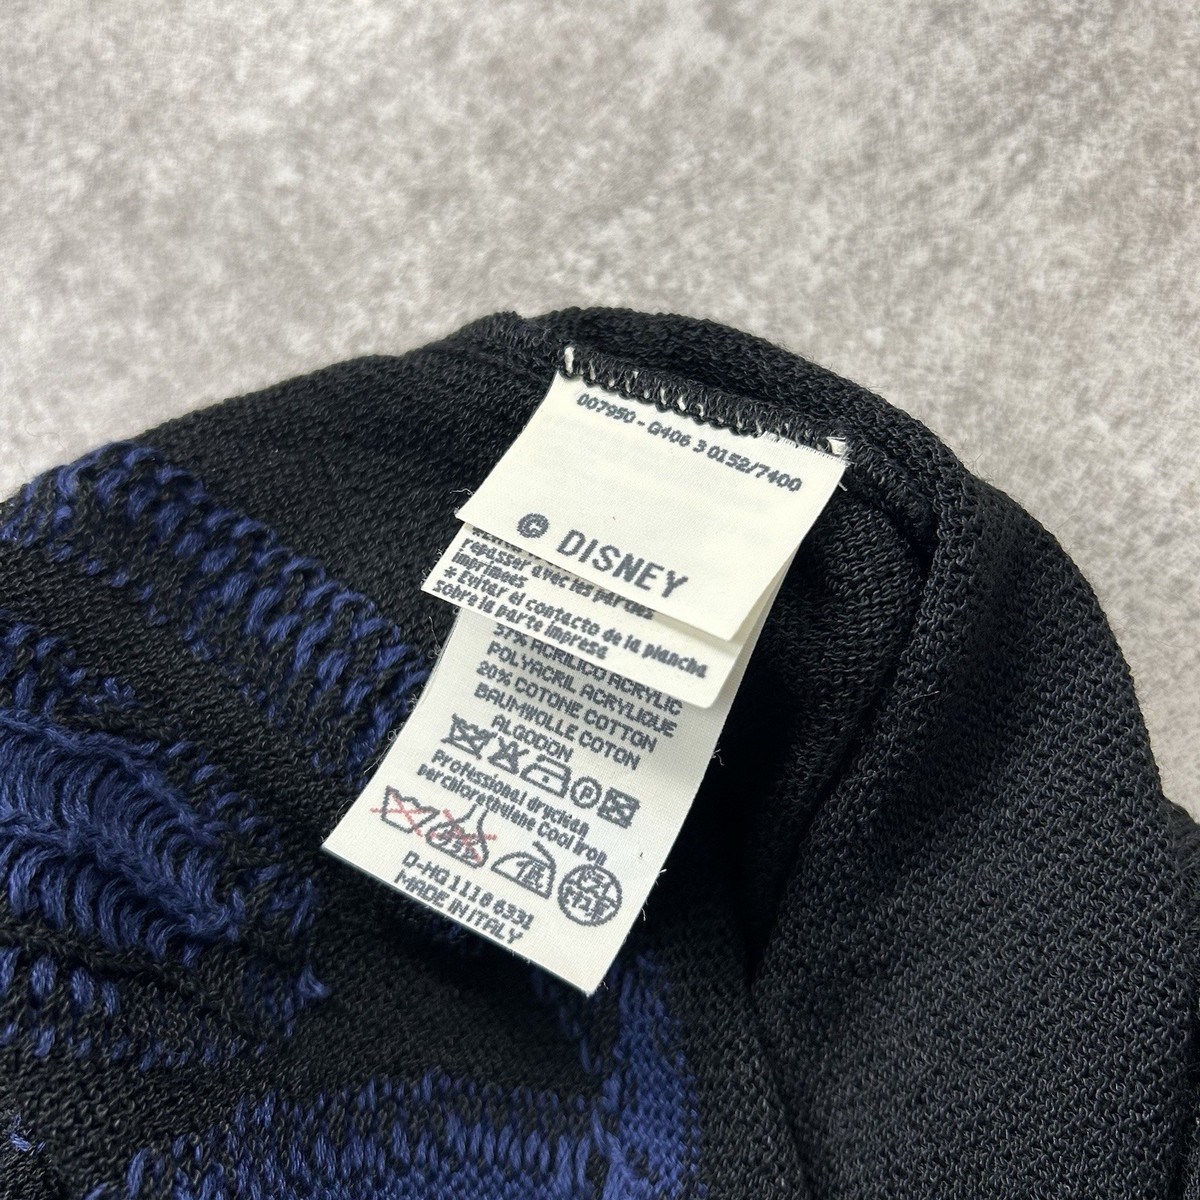 007950 - G406 3 0152/7400
© DISNEY
repasser avec les parties
imprimées
* Evitar el contacto de la plancha
sobre la parte impresa
57% ACRILICO ACRYLIC
POLYACRIL ACRYLIQUE
20% COTONE COTTON
BAUMWOLLE COTON
ALGODON
P
Professional dryclean
perchlorethylene Cool iron
D-HG 1118 6331
MADE IN ITALY